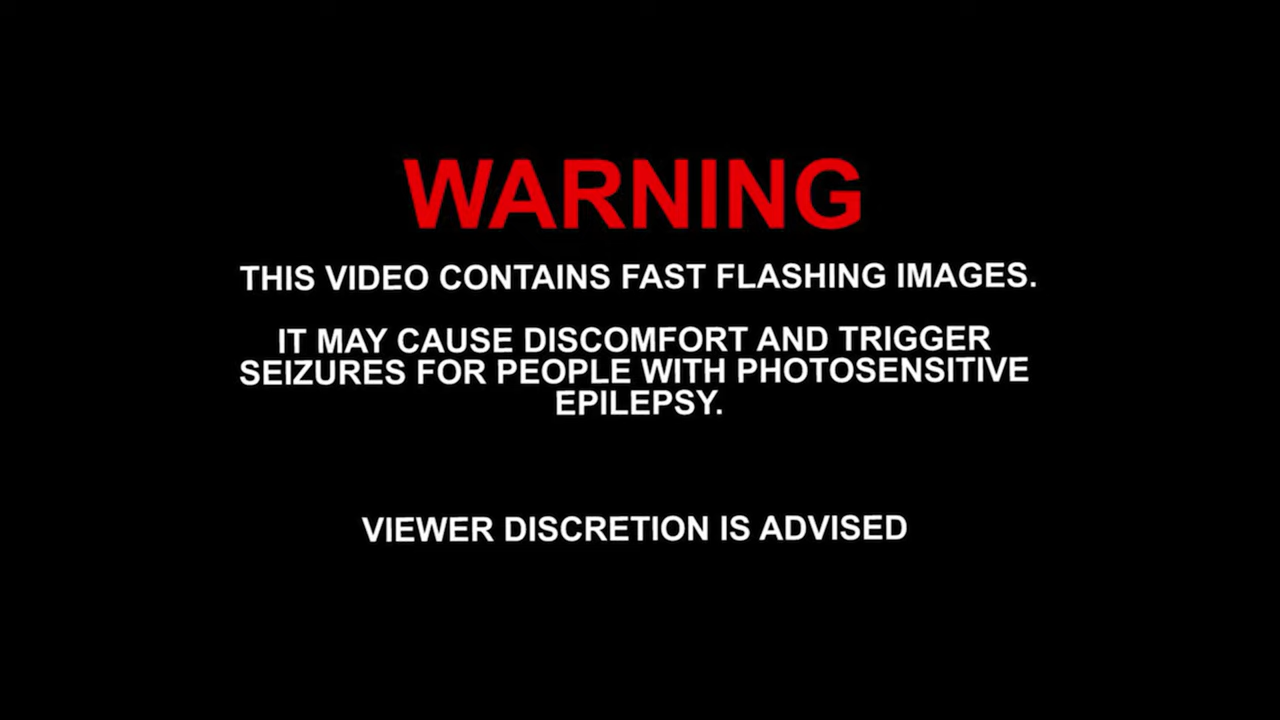 WARNING
THIS VIDEO CONTAINS FAST FLASHING IMAGES.
IT MAY CAUSE DISCOMFORT AND TRIGGER
SEIZURES FOR PEOPLE WITH PHOTOSENSITIVE
EPILEPSY.
VIEWER DISCRETION IS ADVISED